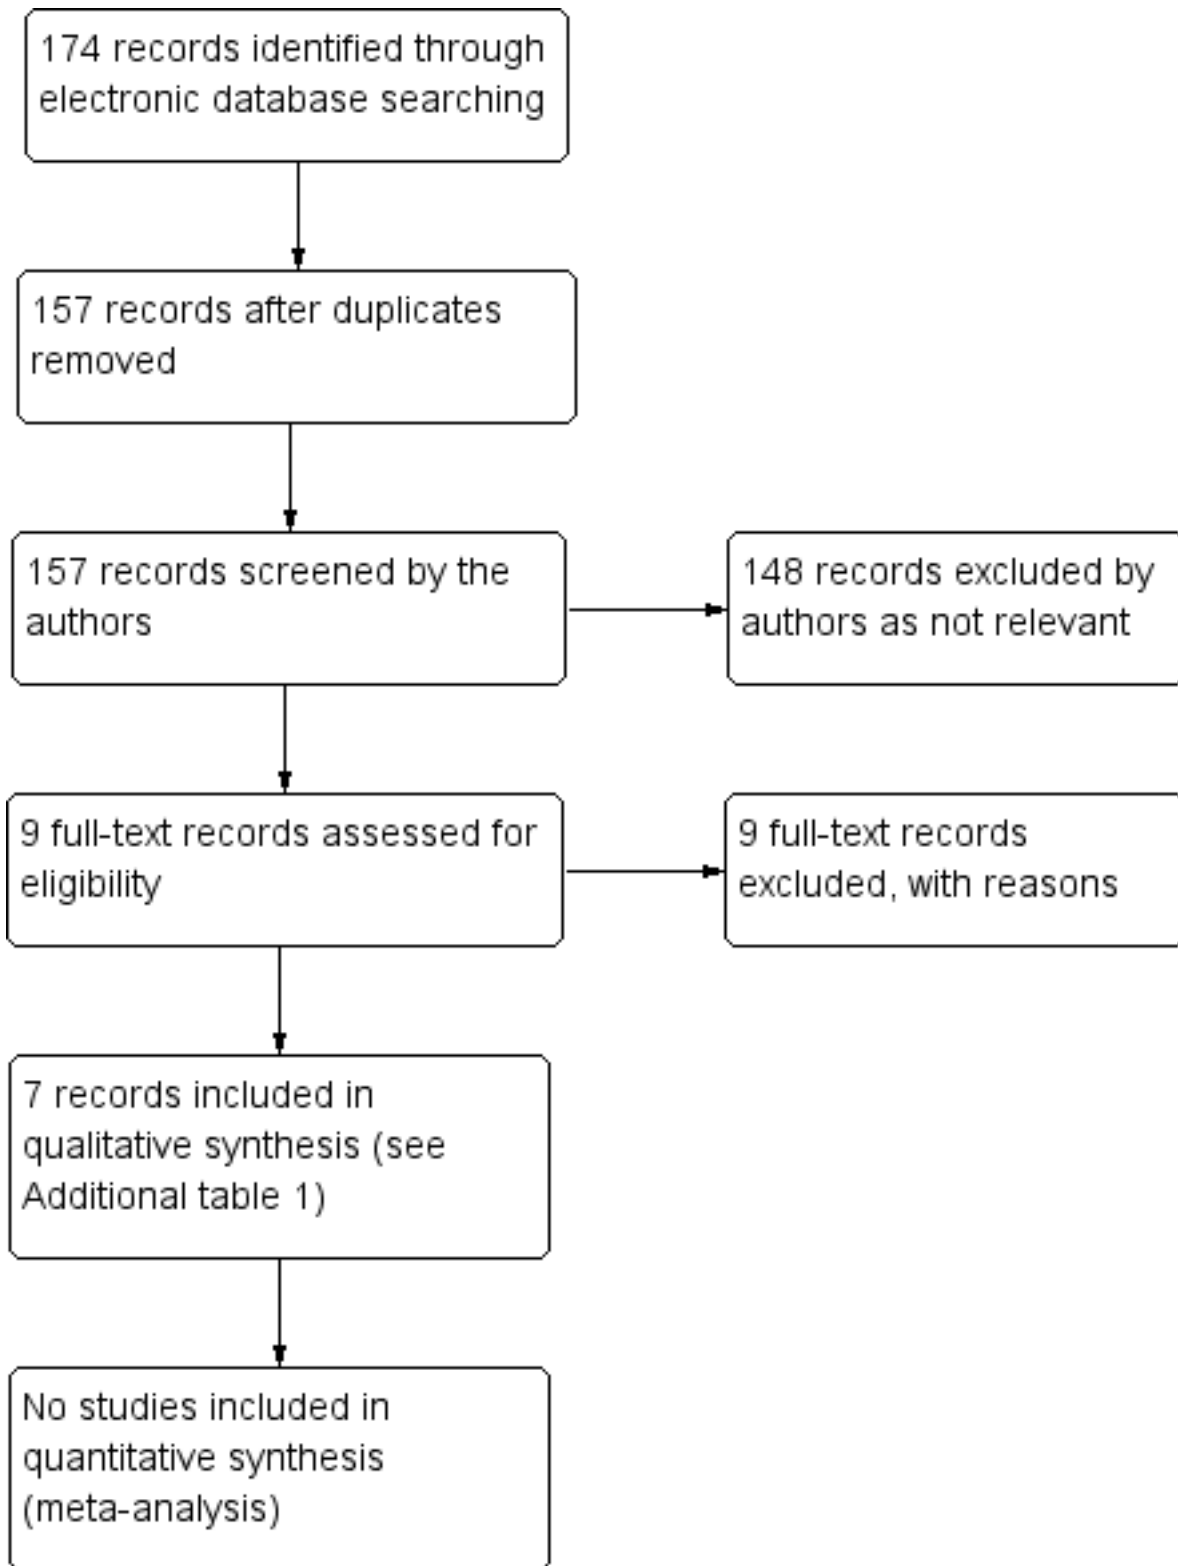 174 records identified through
electronic database searching
157 records after duplicates
removed
157 records screened by the
authors
148 records excluded by
authors as not relevant
9 full-text records assessed for
eligibility
9 full-text records
excluded, with reasons
7 records included in
qualitative synthesis (see
Additional table 1)
No studies included in
quantitative synthesis
(meta-analysis)